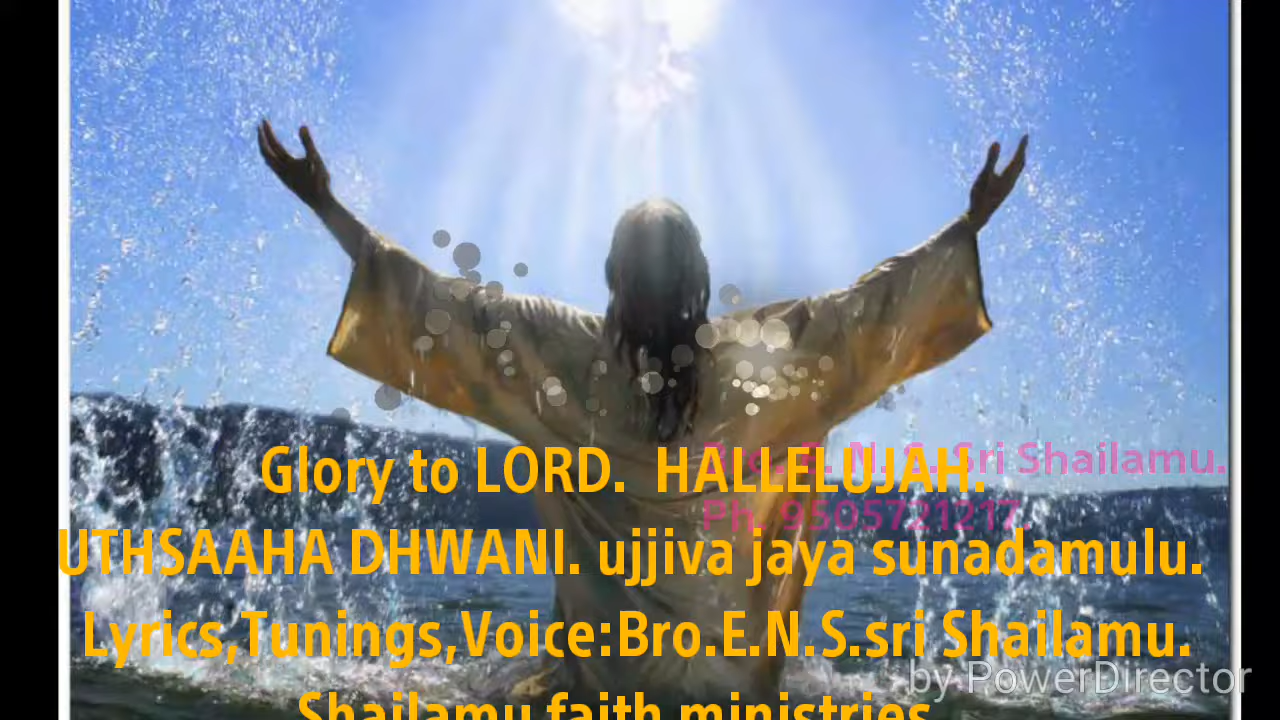 Glory to LORD.  HALLELUJAH.
Bro. E. N. S. Sri Shailamu.
Ph. 9505721217.
UTHSAAHA DHWANI. ujjiva jaya sunadamulu.
Lyrics,Tunings,Voice:Bro.E.N.S.sri Shailamu.
Shailamu faith ministries
by PowerDirector